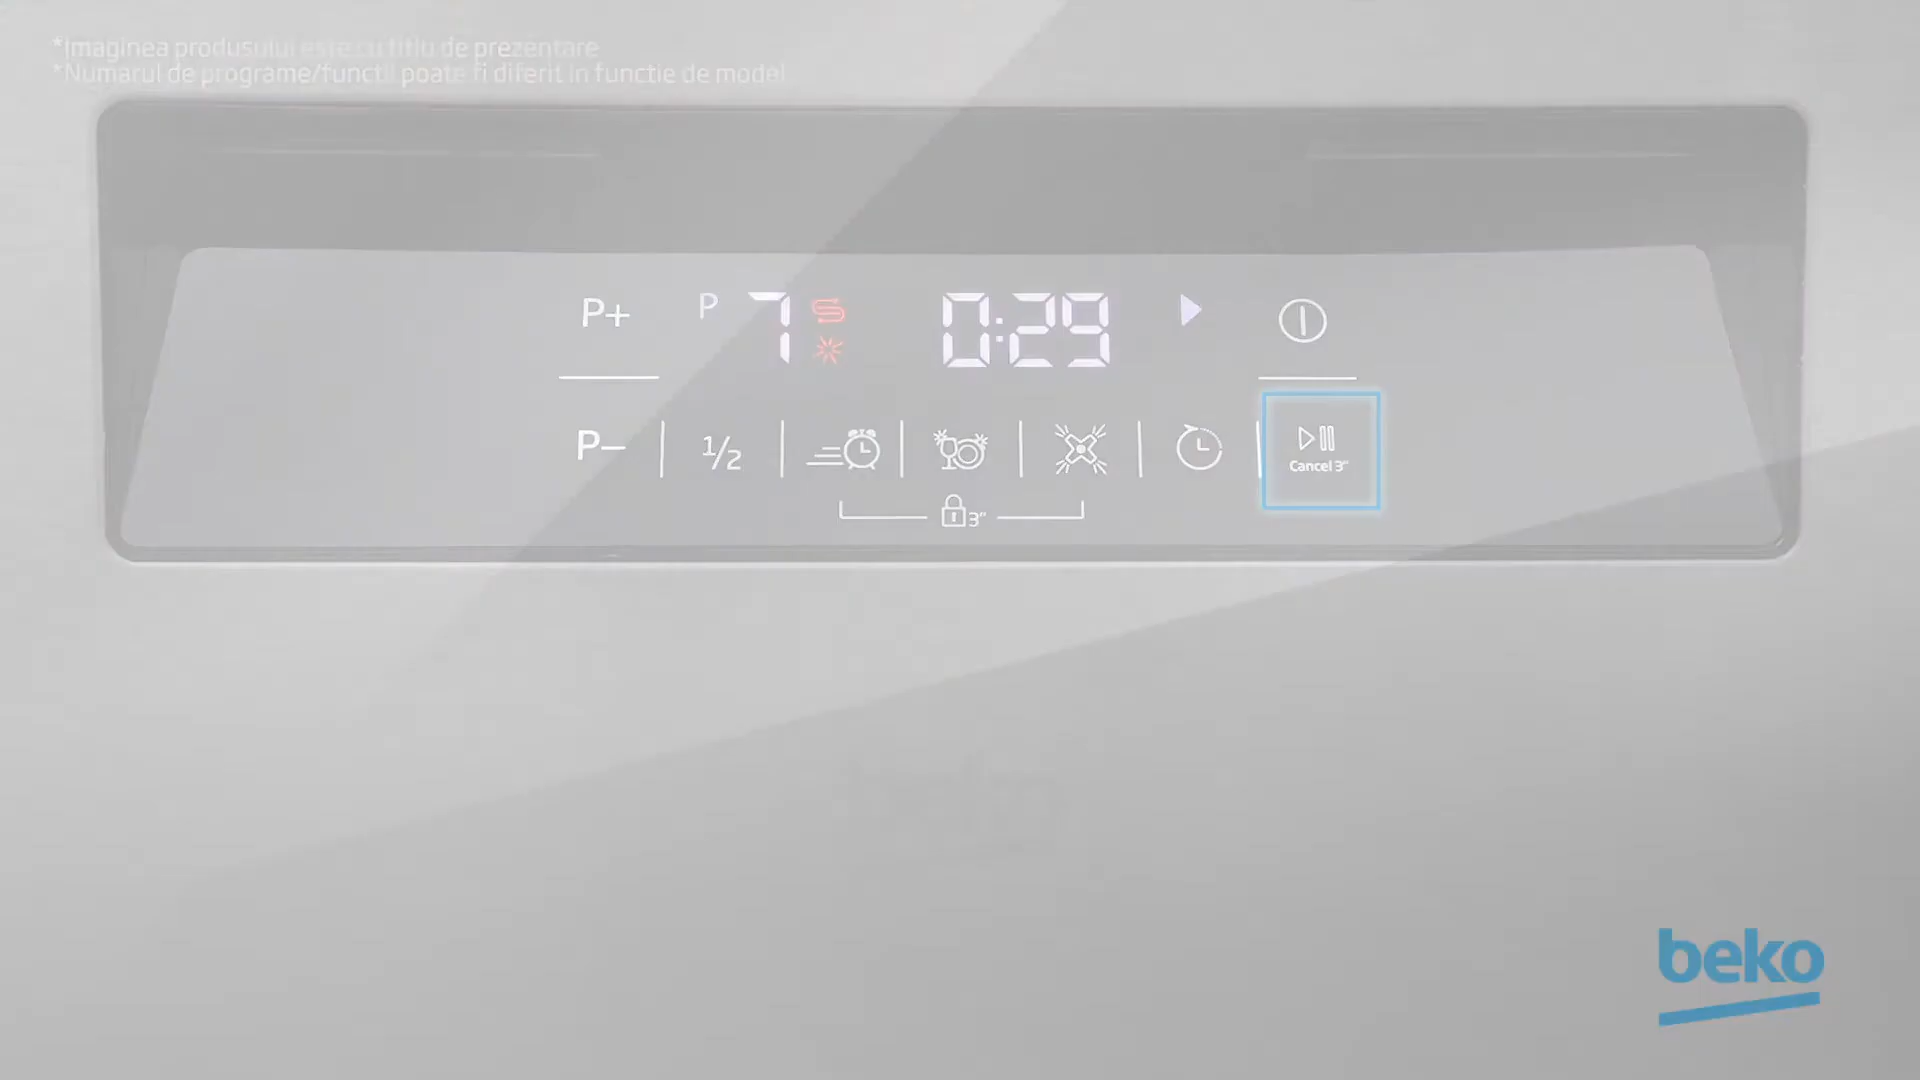 *Imaginea produsului este cu titlu de prezentare
*Numarul de programe/functii poate fi diferit in functie de model
P+ P 7 0:29
P- 1/2 Cancel 3"
3"
beko